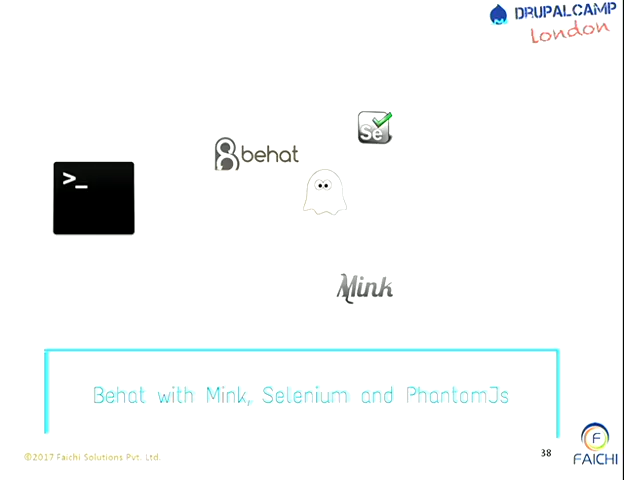 DRUPALCAMP
London
Se
behat
>_
Mink
Behat with Mink, Selenium and PhantomJs
©2017 Faichi Solutions Pvt. Ltd.
38
F
FAICHI